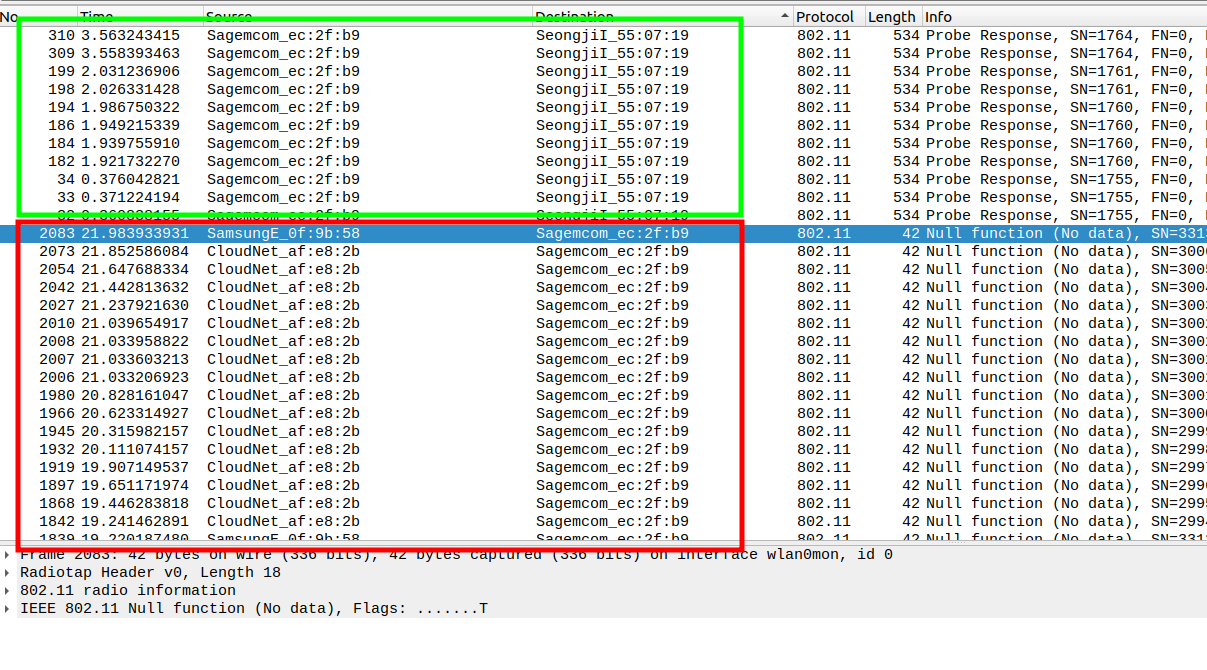 No. Time Source Destination Protocol Length Info
310 3.563243415 Sagemcom_ec:2f:b9 SeongjiI_55:07:19 802.11 534 Probe Response, SN=1764, FN=0,
309 3.558393463 Sagemcom_ec:2f:b9 SeongjiI_55:07:19 802.11 534 Probe Response, SN=1764, FN=0,
199 2.031236906 Sagemcom_ec:2f:b9 SeongjiI_55:07:19 802.11 534 Probe Response, SN=1761, FN=0,
198 2.026331428 Sagemcom_ec:2f:b9 SeongjiI_55:07:19 802.11 534 Probe Response, SN=1761, FN=0,
194 1.986750322 Sagemcom_ec:2f:b9 SeongjiI_55:07:19 802.11 534 Probe Response, SN=1760, FN=0,
186 1.949215339 Sagemcom_ec:2f:b9 SeongjiI_55:07:19 802.11 534 Probe Response, SN=1760, FN=0,
184 1.939755910 Sagemcom_ec:2f:b9 SeongjiI_55:07:19 802.11 534 Probe Response, SN=1760, FN=0,
182 1.921732270 Sagemcom_ec:2f:b9 SeongjiI_55:07:19 802.11 534 Probe Response, SN=1760, FN=0,
34 0.376042821 Sagemcom_ec:2f:b9 SeongjiI_55:07:19 802.11 534 Probe Response, SN=1755, FN=0,
33 0.371224194 Sagemcom_ec:2f:b9 SeongjiI_55:07:19 802.11 534 Probe Response, SN=1755, FN=0,
Sagemcom_ec:2f:b9 SeongjiI_55:07:19 802.11 534 Probe Response, SN=1755, FN=0,
2083 21.983933931 SamsungE_0f:9b:58 Sagemcom_ec:2f:b9 802.11 42 Null function (No data), SN=3313
2073 21.852586084 CloudNet_af:e8:2b Sagemcom_ec:2f:b9 802.11 42 Null function (No data), SN=3006
2054 21.647688334 CloudNet_af:e8:2b Sagemcom_ec:2f:b9 802.11 42 Null function (No data), SN=3005
2042 21.442813632 CloudNet_af:e8:2b Sagemcom_ec:2f:b9 802.11 42 Null function (No data), SN=3004
2027 21.237921630 CloudNet_af:e8:2b Sagemcom_ec:2f:b9 802.11 42 Null function (No data), SN=3003
2010 21.039654917 CloudNet_af:e8:2b Sagemcom_ec:2f:b9 802.11 42 Null function (No data), SN=3002
2008 21.033958822 CloudNet_af:e8:2b Sagemcom_ec:2f:b9 802.11 42 Null function (No data), SN=3002
2007 21.033603213 CloudNet_af:e8:2b Sagemcom_ec:2f:b9 802.11 42 Null function (No data), SN=3002
2006 21.033206923 CloudNet_af:e8:2b Sagemcom_ec:2f:b9 802.11 42 Null function (No data), SN=3002
1980 20.828161047 CloudNet_af:e8:2b Sagemcom_ec:2f:b9 802.11 42 Null function (No data), SN=3001
1966 20.623314927 CloudNet_af:e8:2b Sagemcom_ec:2f:b9 802.11 42 Null function (No data), SN=3000
1945 20.315982157 CloudNet_af:e8:2b Sagemcom_ec:2f:b9 802.11 42 Null function (No data), SN=2999
1932 20.111074157 CloudNet_af:e8:2b Sagemcom_ec:2f:b9 802.11 42 Null function (No data), SN=2998
1919 19.907149537 CloudNet_af:e8:2b Sagemcom_ec:2f:b9 802.11 42 Null function (No data), SN=2997
1897 19.651171974 CloudNet_af:e8:2b Sagemcom_ec:2f:b9 802.11 42 Null function (No data), SN=2996
1868 19.446283818 CloudNet_af:e8:2b Sagemcom_ec:2f:b9 802.11 42 Null function (No data), SN=2995
1842 19.241462891 CloudNet_af:e8:2b Sagemcom_ec:2f:b9 802.11 42 Null function (No data), SN=2994
1839 19.220187480 SamsungE_0f:9b:58 Sagemcom_ec:2f:b9 802.11 42 Null function (No data),
Frame 2083: 42 bytes on wire (336 bits), 42 bytes captured (336 bits) on interface wlan0mon, id 0
Radiotap Header v0, Length 18
802.11 radio information
IEEE 802.11 Null function (No data), Flags: .......T